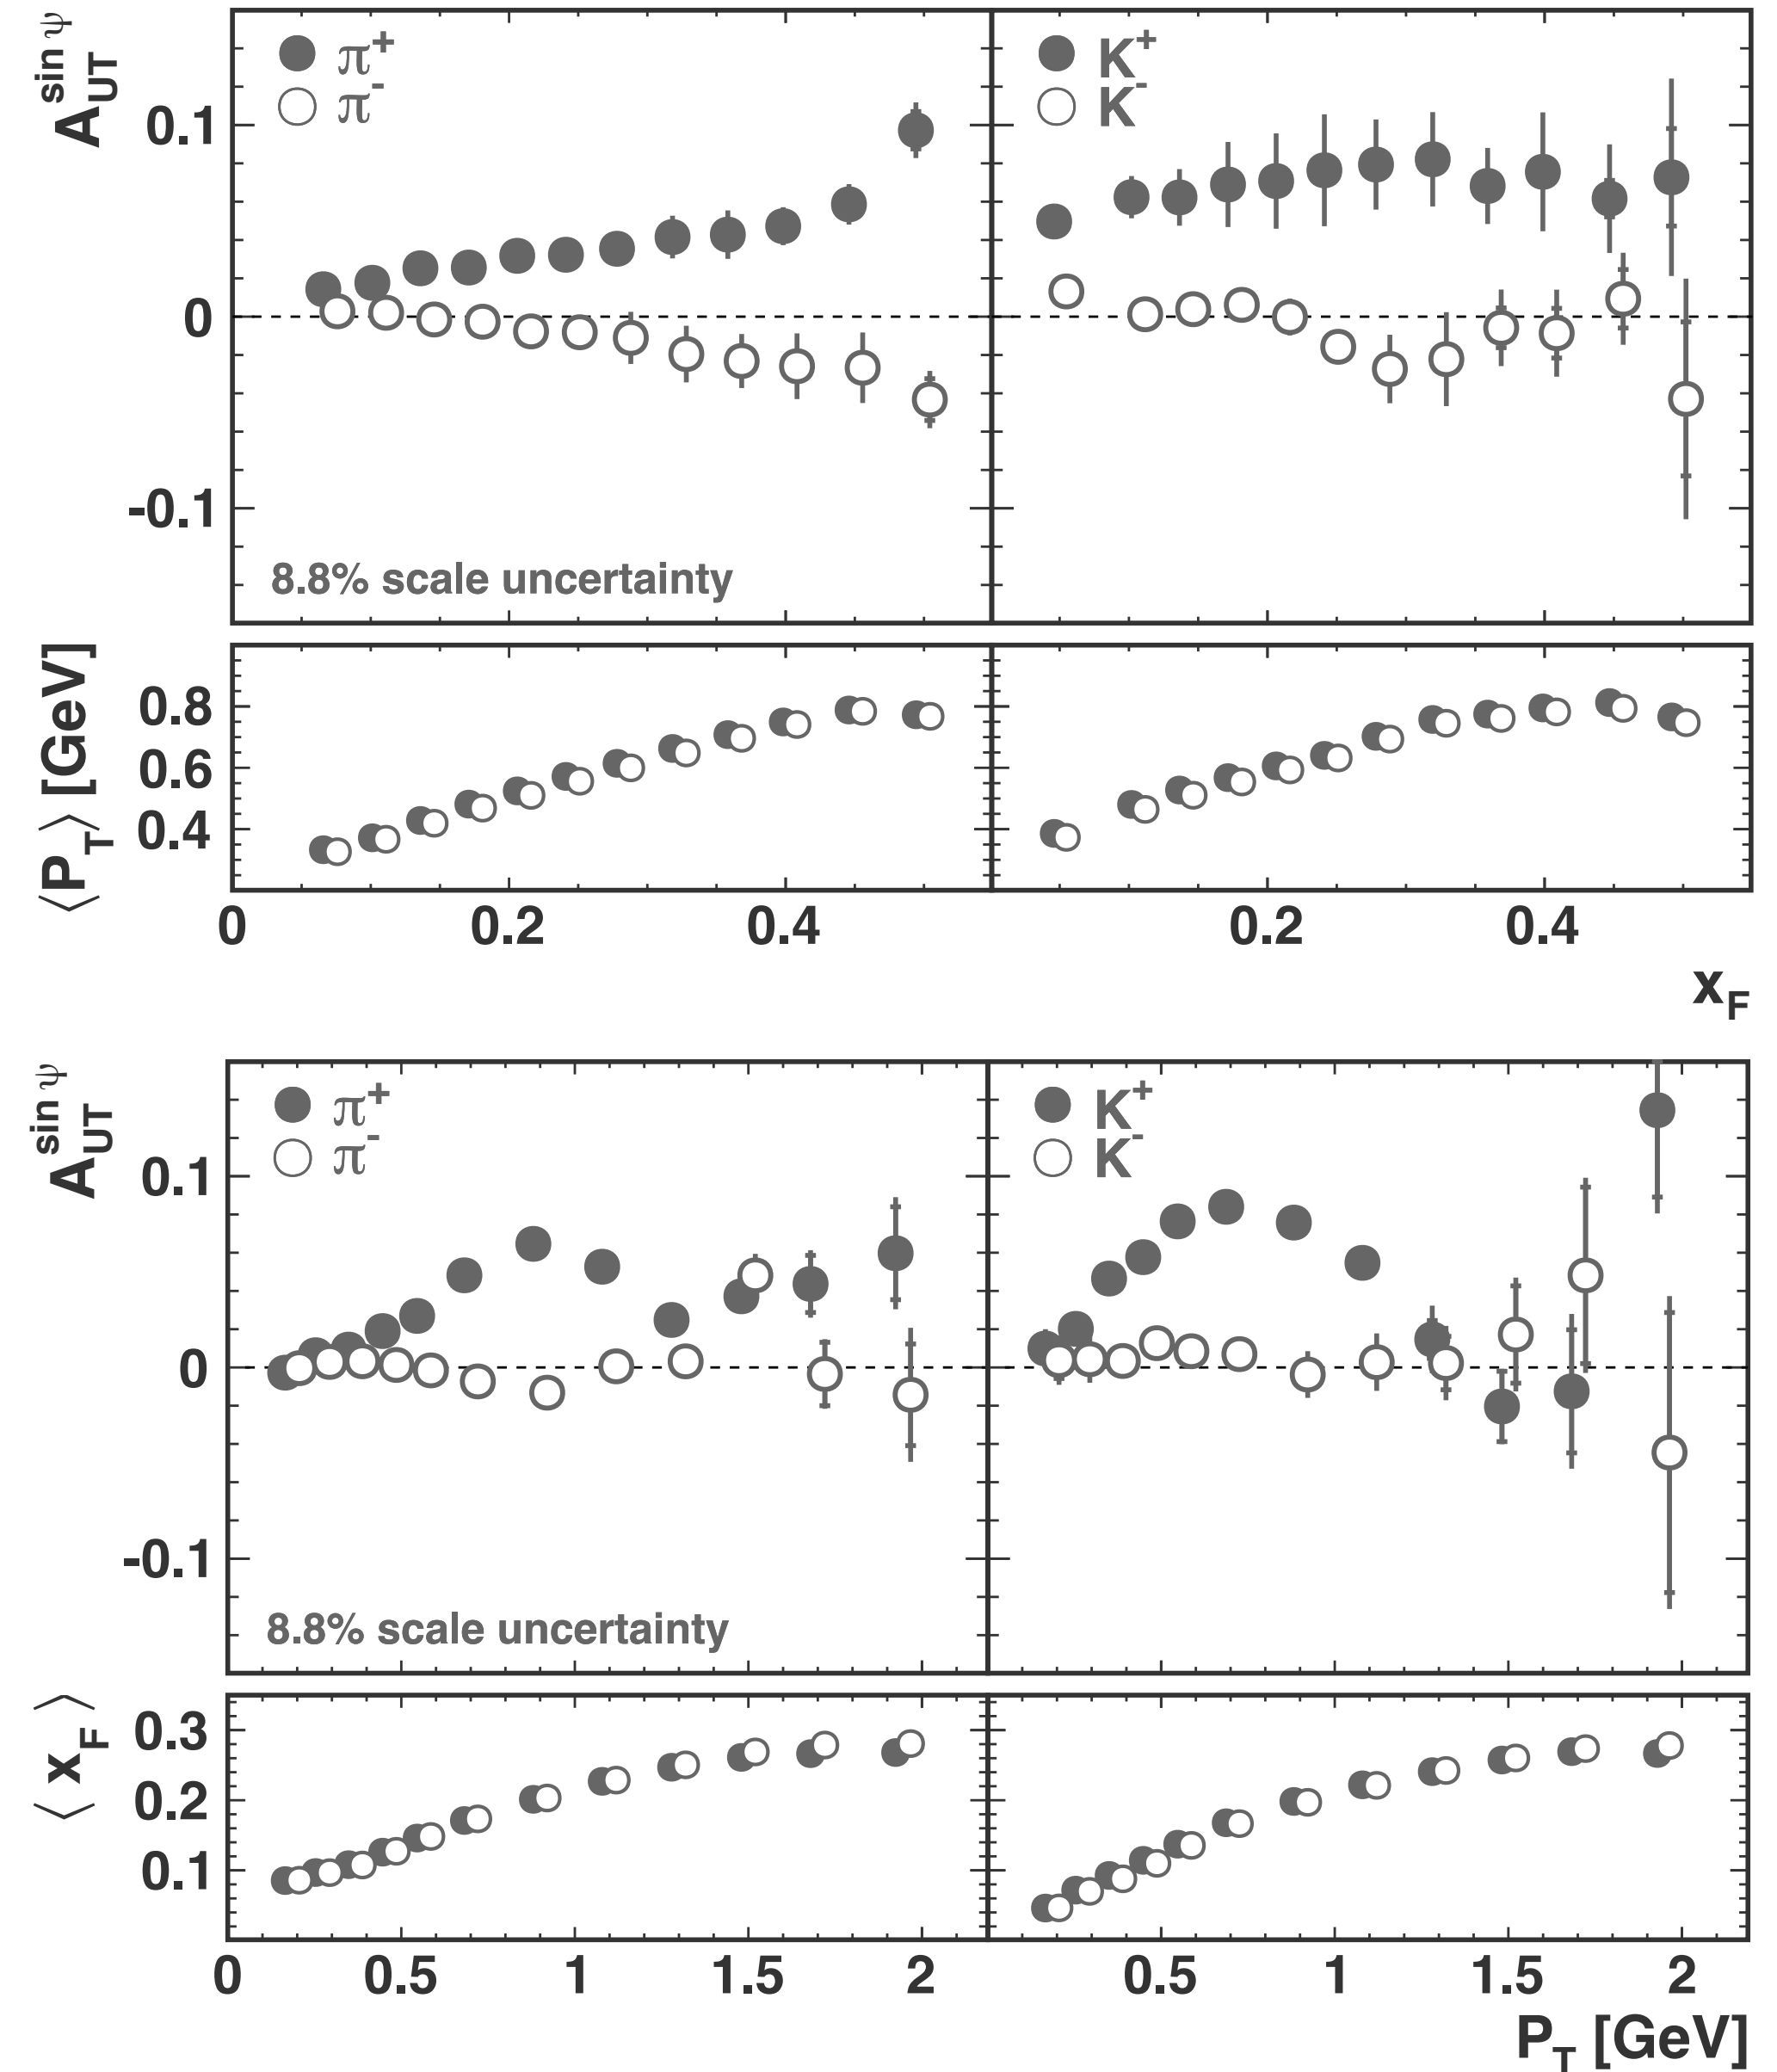 A_UT^sin ψ
π+ K+
π- K-
0.1
0
-0.1
8.8% scale uncertainty
⟨P_T⟩ [GeV]
0.8
0.6
0.4
0 0.2 0.4 0.2 0.4
x_F
A_UT^sin ψ
π+ K+
π- K-
0.1
0
-0.1
8.8% scale uncertainty
⟨x_F⟩
0.3
0.2
0.1
0 0.5 1 1.5 2 0.5 1 1.5 2
P_T [GeV]